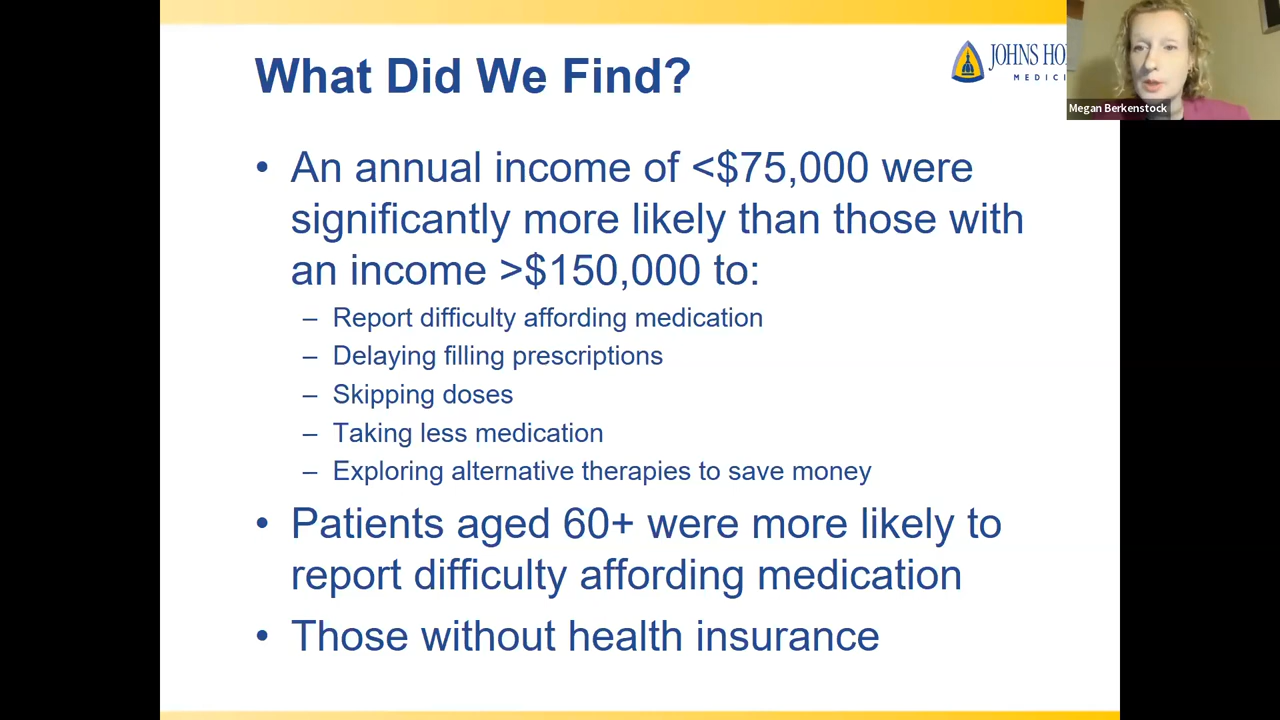 What Did We Find?
JOHNS HO
MEDICI
Megan Berkenstock
• An annual income of <$75,000 were
significantly more likely than those with
an income >$150,000 to:
– Report difficulty affording medication
– Delaying filling prescriptions
– Skipping doses
– Taking less medication
– Exploring alternative therapies to save money
• Patients aged 60+ were more likely to
report difficulty affording medication
• Those without health insurance